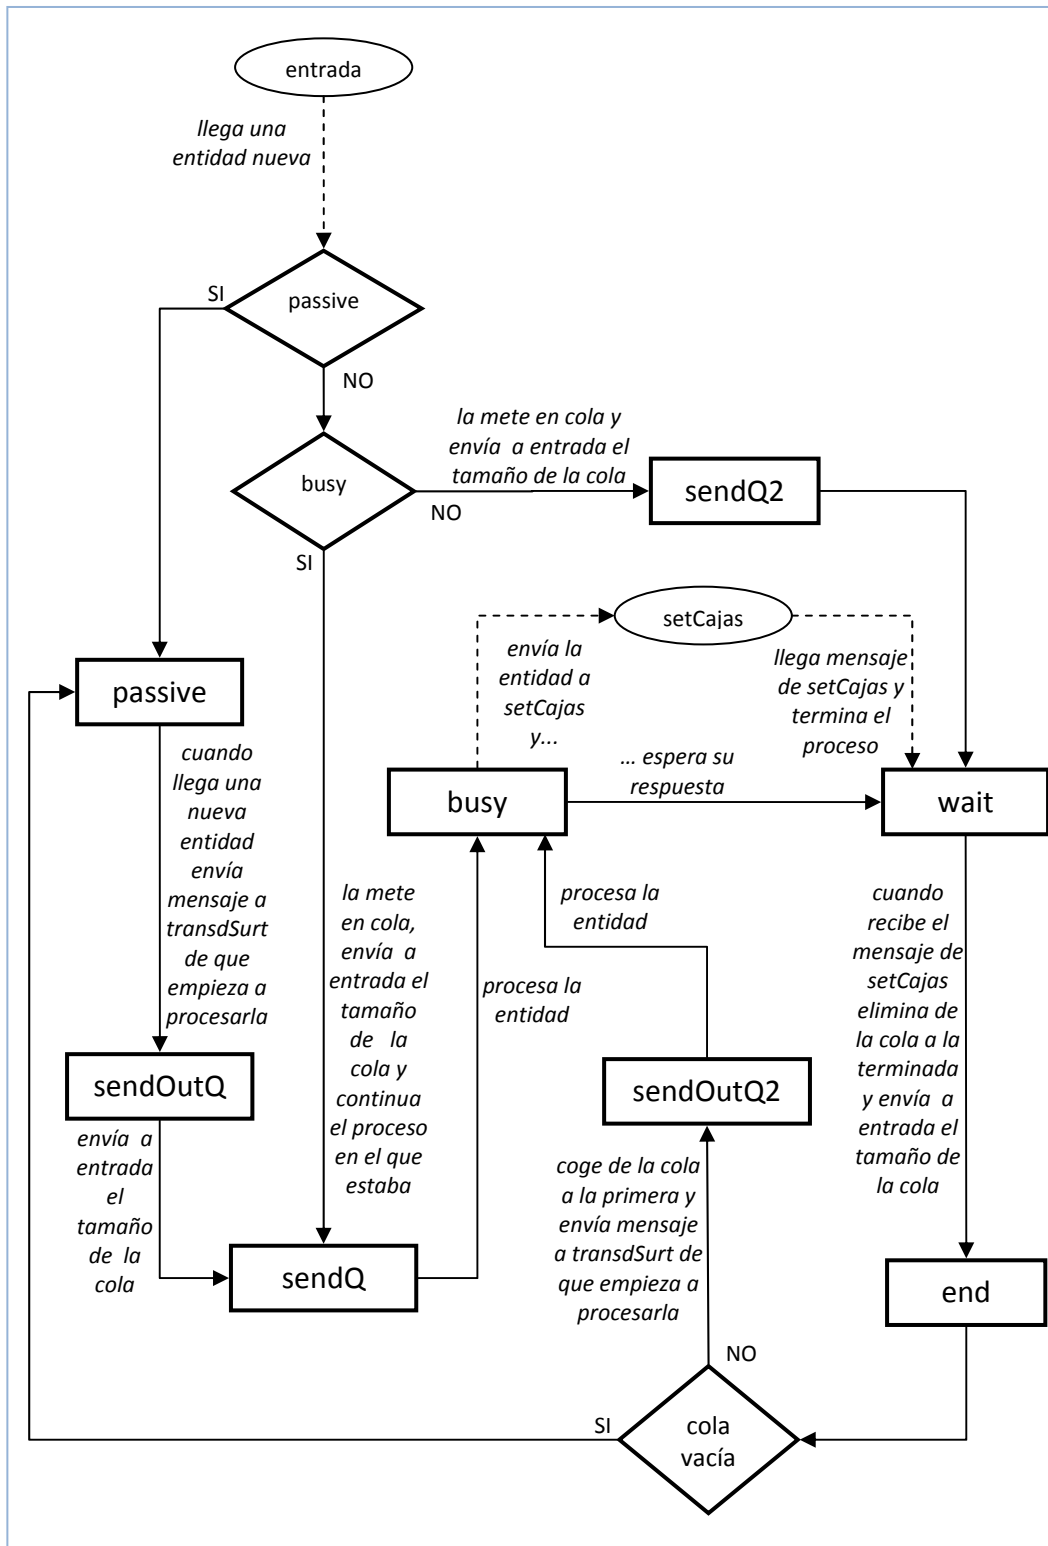 entrada
llega una
entidad nueva
SI
passive
NO
la mete en cola y
envía a entrada el
tamaño de la cola
busy
NO
sendQ2
SI
setCajas
envía la
entidad a
setCajas
y...
llega mensaje
de setCajas y
termina el
proceso
passive
... espera su
respuesta
busy
wait
cuando
llega una
nueva
entidad
envía
mensaje a
transdSurt
de que
empieza a
procesarla
la mete
en cola,
envía a
entrada el
tamaño
de la
cola y
continua
el proceso
en el que
estaba
procesa la
entidad
procesa la
entidad
cuando
recibe el
mensaje de
setCajas
elimina de
la cola a la
terminada
y envía a
entrada el
tamaño de
la cola
sendOutQ
sendOutQ2
envía a
entrada
el
tamaño
de la
cola
coge de la cola
a la primera y
envía mensaje
a transdSurt de
que empieza a
procesarla
sendQ
end
NO
SI
cola
vacía